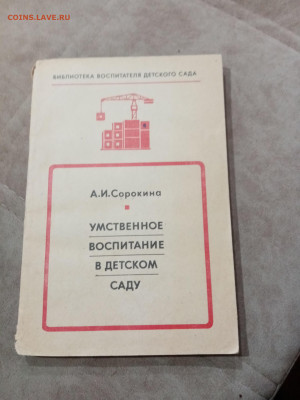 COINS.LAVE.RU
БИБЛИОТЕКА ВОСПИТАТЕЛЯ ДЕТСКОГО САДА
А.И.Сорокина
УМСТВЕННОЕ
ВОСПИТАНИЕ
В ДЕТСКОМ
САДУ